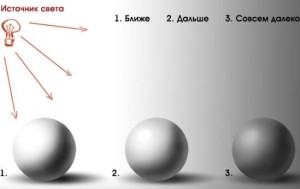 Источник света
1. Ближе 2. Дальше 3. Совсем далеко
1. 2. 3.